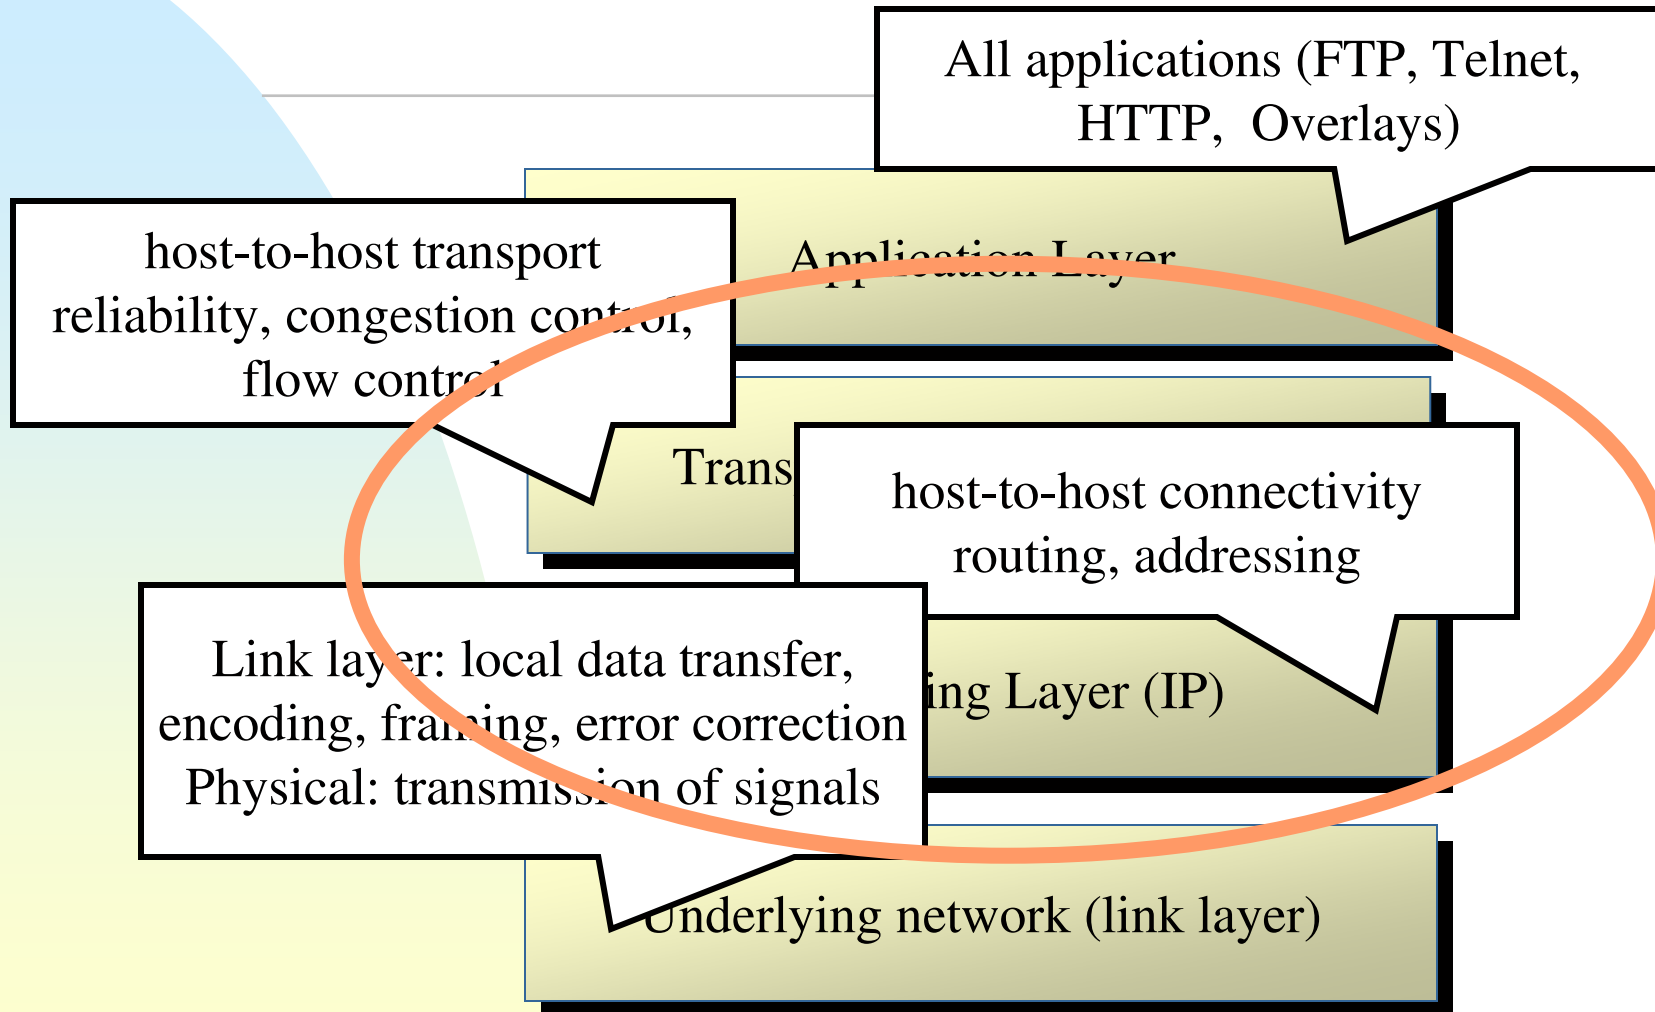 All applications (FTP, Telnet,
HTTP, Overlays)
Application Layer
host-to-host transport
reliability, congestion control,
flow control
Trans
host-to-host connectivity
routing, addressing
Link layer: local data transfer,
encoding, framing, error correction
Physical: transmission of signals
ing Layer (IP)
Underlying network (link layer)